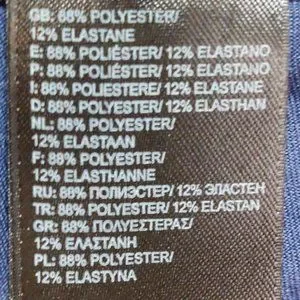 GB: 88% POLYESTER/
12% ELASTANE
E: 88% POLIÉSTER/ 12% ELASTANO
P: 88% POLIÉSTER/ 12% ELASTANO
I: 88% POLIESTERE/ 12% ELASTANE
D: 88% POLYESTER/ 12% ELASTHAN
NL: 88% POLYESTER/
12% ELASTAAN
F: 88% POLYESTER/
12% ELASTHANNE
RU: 88% ПОЛИЭСТЕР/ 12% ЭЛАСТЕН
TR: 88% POLYESTER/ 12% ELASTAN
GR: 88% ΠΟΛΥΕΣΤΕΡΑΣ/
12% ΕΛΑΣΤΑΝΗ
PL: 88% POLYESTER/
12% ELASTYNA